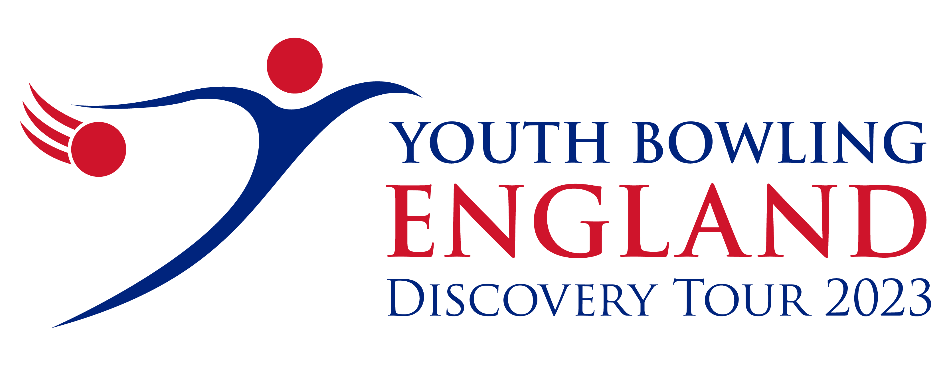 YOUTH BOWLING
ENGLAND
DISCOVERY TOUR 2023